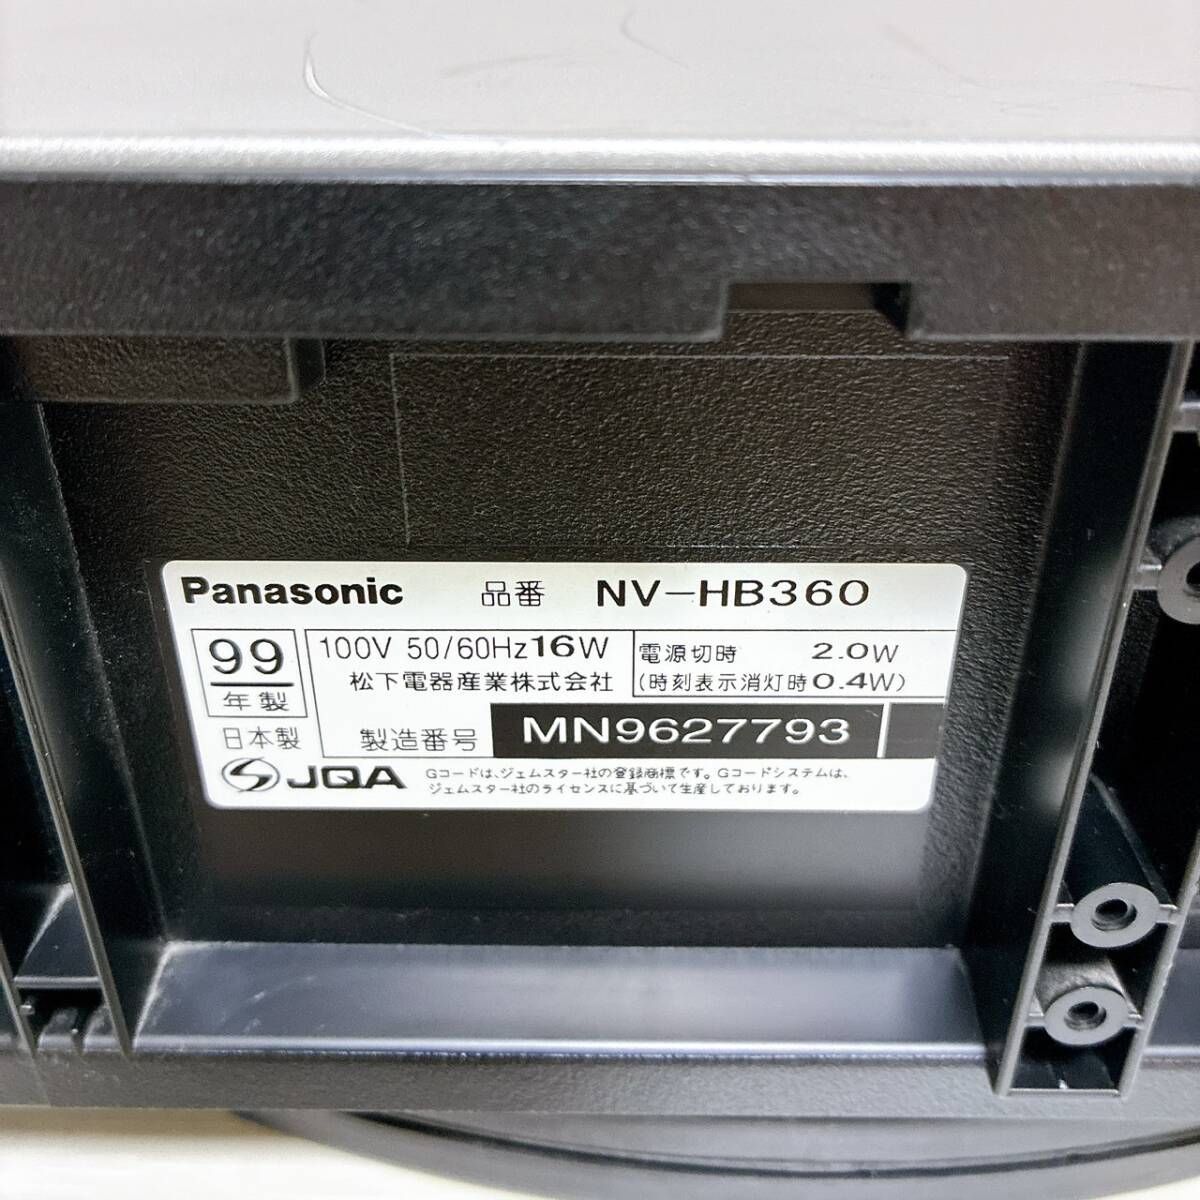 Panasonic 品番 NV-HB360
99 年製
100V 50/60Hz 16W
松下電器産業株式会社
電源切時 2.0W
(時刻表示消灯時0.4W)
日本製
製造番号 MN9627793
JQA
Gコードは、ジェムスター社の登録商標です。Gコードシステムは、
ジェムスター社のライセンスに基づいて生産しております。